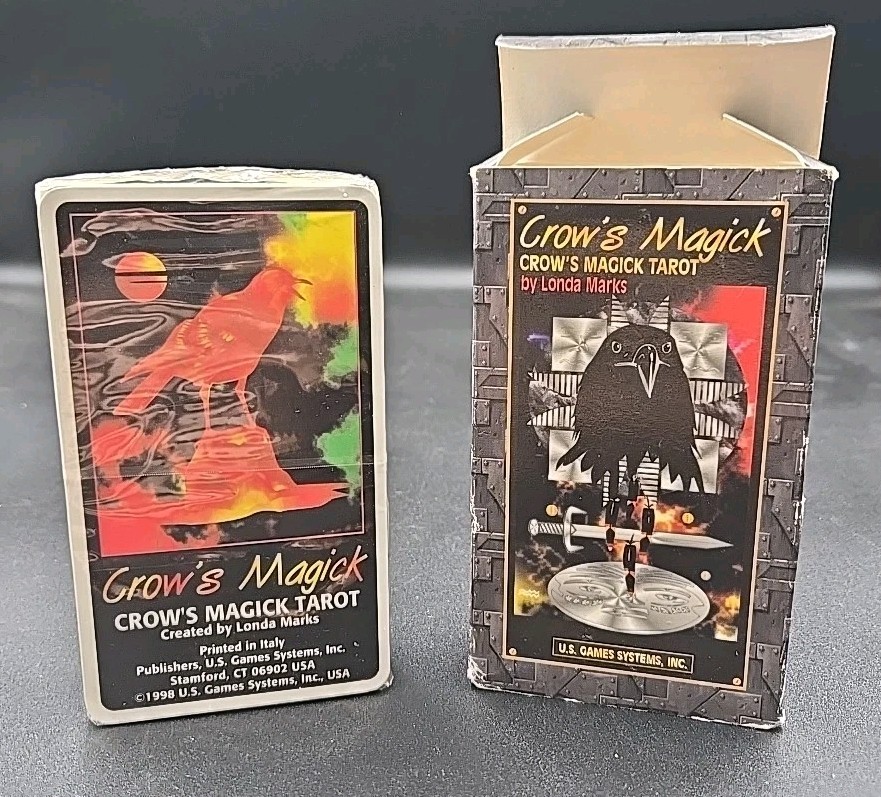 Crow's Magick
CROW'S MAGICK TAROT
Created by Londa Marks
Printed in Italy
Publishers, U.S. Games Systems, Inc.
Stamford, CT 06902 USA
©1998 U.S. Games Systems, Inc., USA
Crow's Magick
CROW'S MAGICK TAROT
by Londa Marks
U.S. GAMES SYSTEMS, INC.